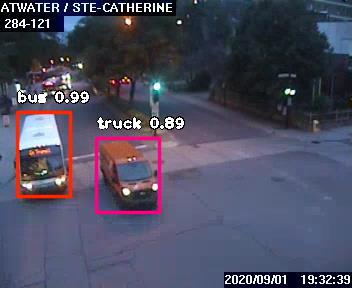 ATWATER / STE-CATHERINE
284-121
bus 0.99
truck 0.89
2020/09/01 19:32:39